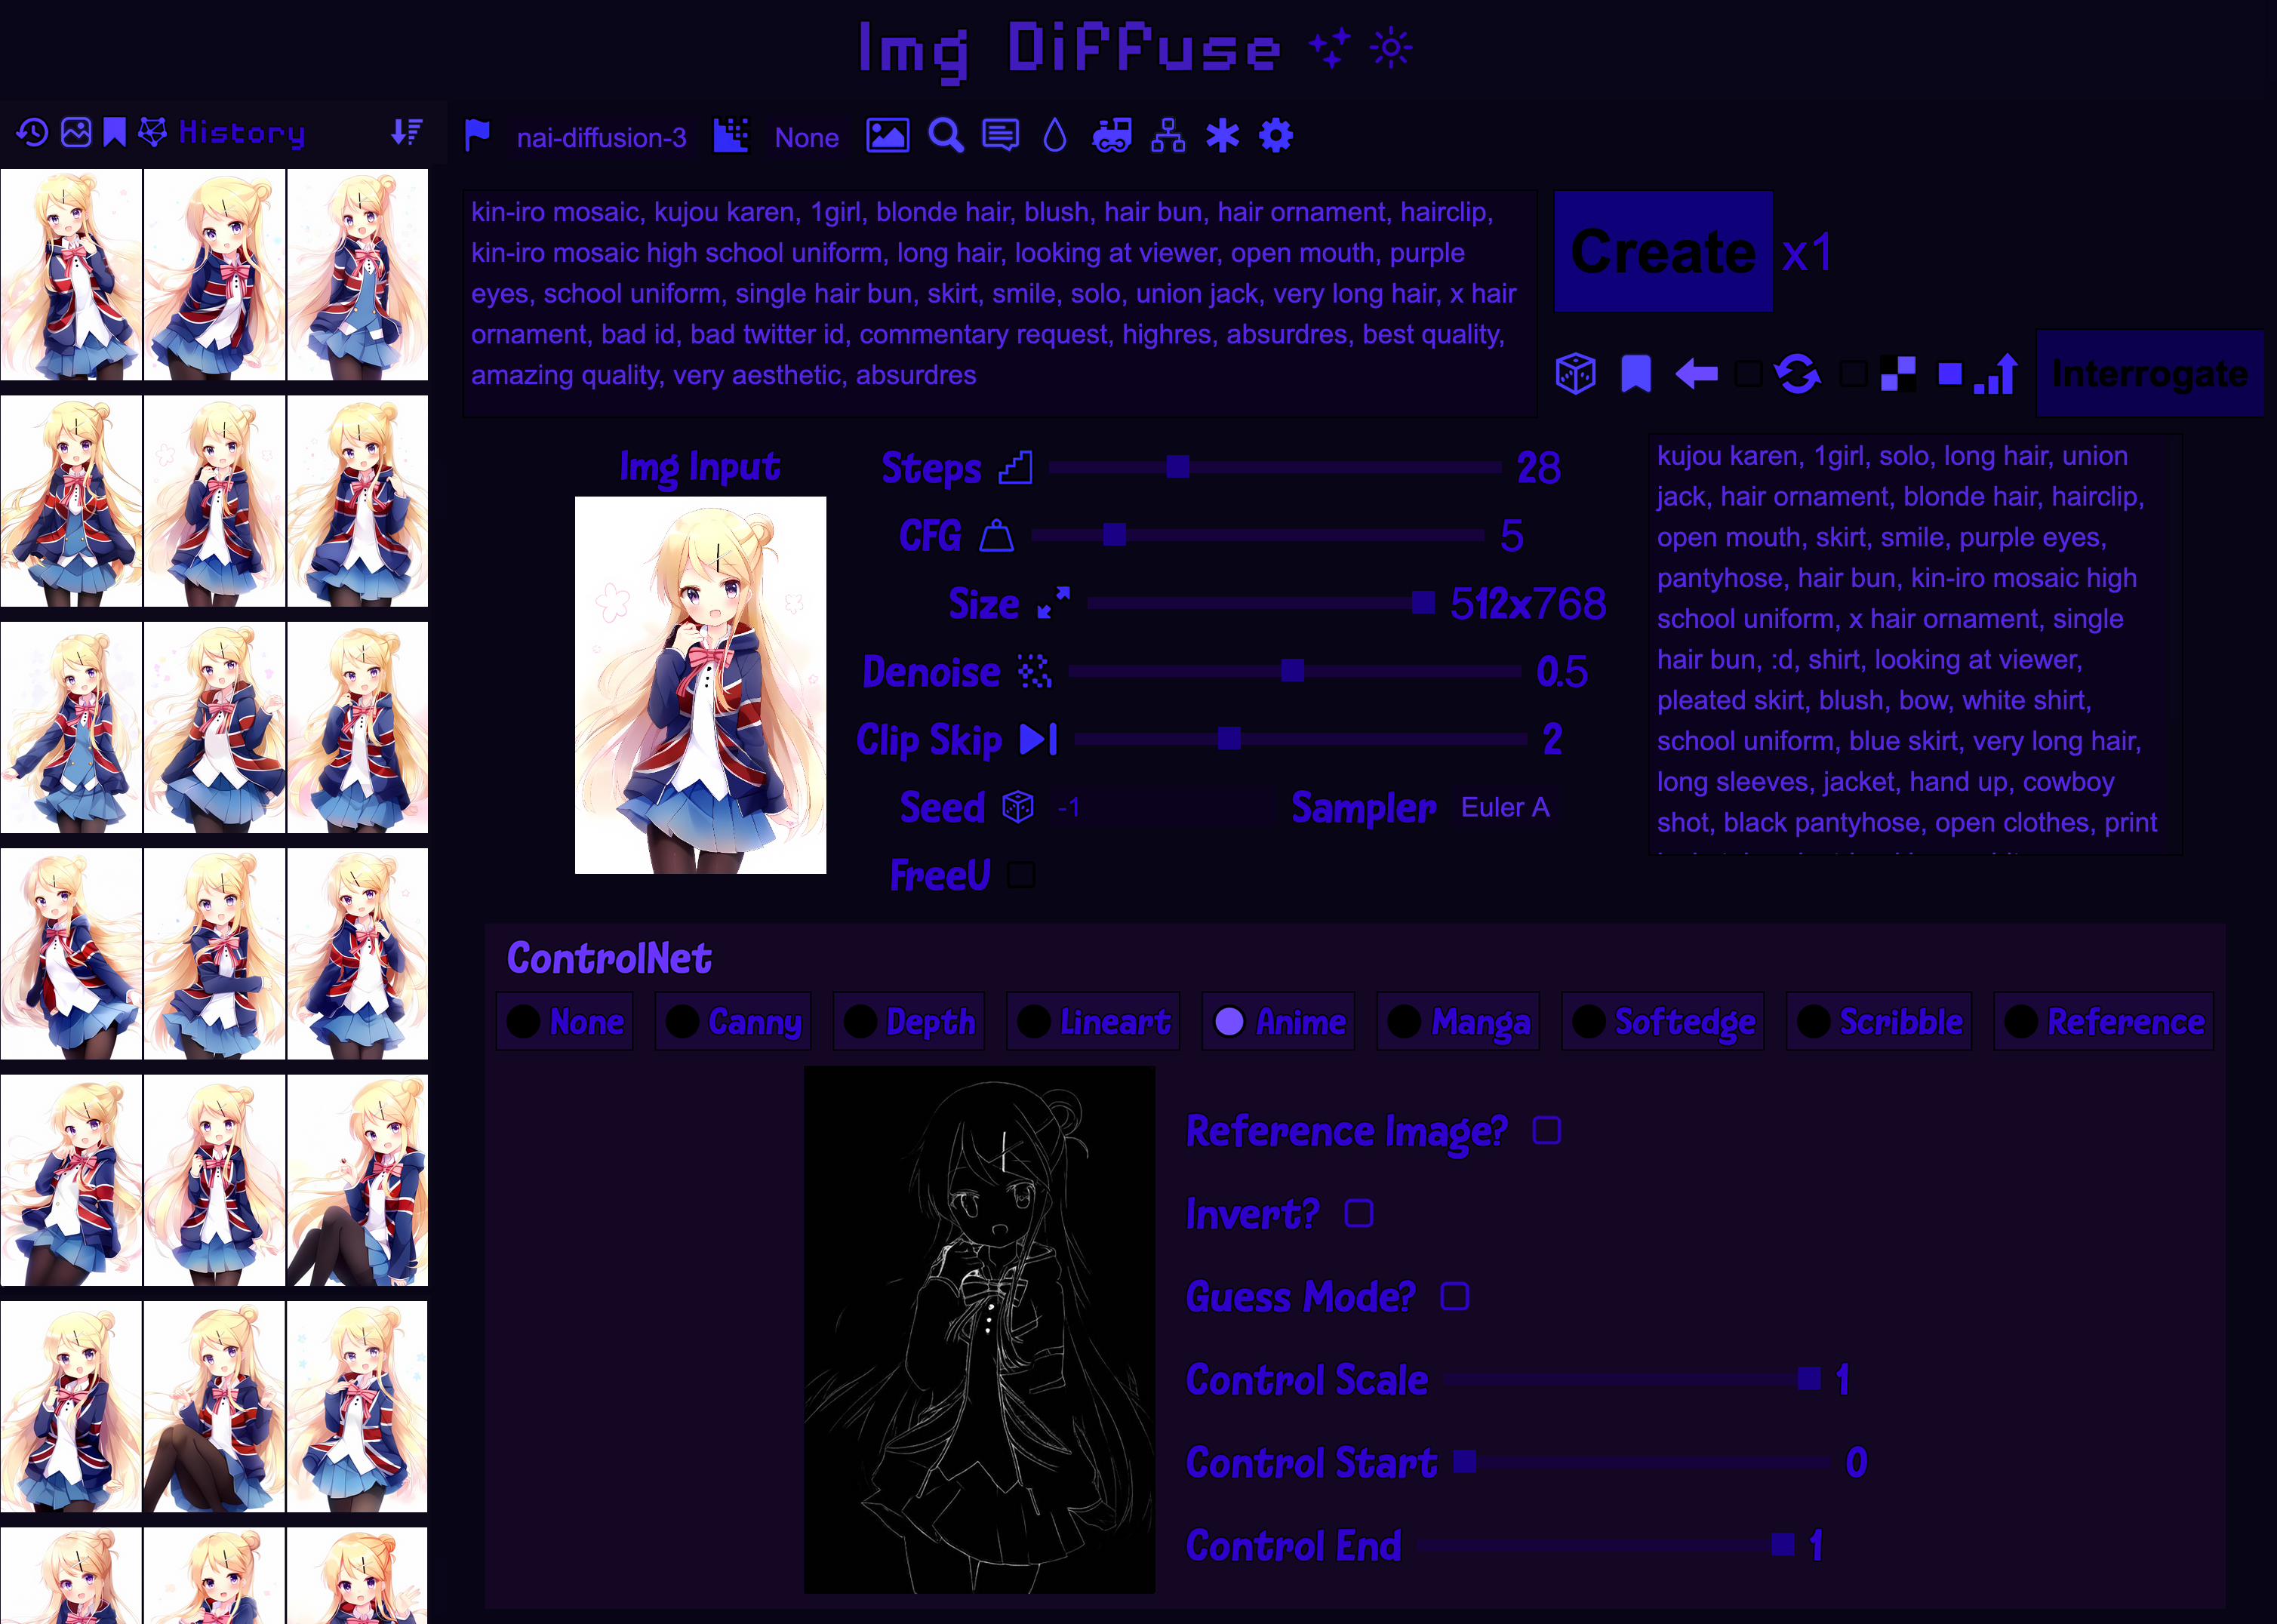 Img Diffuse
History
nai-diffusion-3
None
kin-iro mosaic, kujou karen, 1girl, blonde hair, blush, hair bun, hair ornament, hairclip,
kin-iro mosaic high school uniform, long hair, looking at viewer, open mouth, purple
eyes, school uniform, single hair bun, skirt, smile, solo, union jack, very long hair, x hair
ornament, bad id, bad twitter id, commentary request, highres, absurdres, best quality,
amazing quality, very aesthetic, absurdres
Create x1
Interrogate
Img Input
Steps 28
CFG 5
Size 512x768
Denoise 0.5
Clip Skip 2
Seed -1
Sampler Euler A
FreeU
kujou karen, 1girl, solo, long hair, union
jack, hair ornament, blonde hair, hairclip,
open mouth, skirt, smile, purple eyes,
pantyhose, hair bun, kin-iro mosaic high
school uniform, x hair ornament, single
hair bun, :d, shirt, looking at viewer,
pleated skirt, blush, bow, white shirt,
school uniform, blue skirt, very long hair,
long sleeves, jacket, hand up, cowboy
shot, black pantyhose, open clothes, print
ControlNet
None
Canny
Depth
Lineart
Anime
Manga
Softedge
Scribble
Reference
Reference Image?
Invert?
Guess Mode?
Control Scale 1
Control Start 0
Control End 1